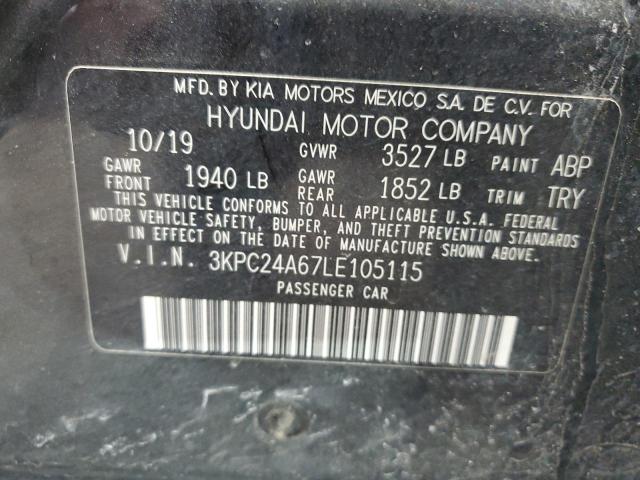 MFD. BY KIA MOTORS MEXICO S.A. DE C.V. FOR
HYUNDAI MOTOR COMPANY
10/19 GVWR 3527 LB PAINT ABP
GAWR FRONT 1940 LB GAWR REAR 1852 LB TRIM TRY
THIS VEHICLE CONFORMS TO ALL APPLICABLE U.S.A. FEDERAL
MOTOR VEHICLE SAFETY, BUMPER, AND THEFT PREVENTION STANDARDS
IN EFFECT ON THE DATE OF MANUFACTURE SHOWN ABOVE.
V.I.N. 3KPC24A67LE105115
PASSENGER CAR